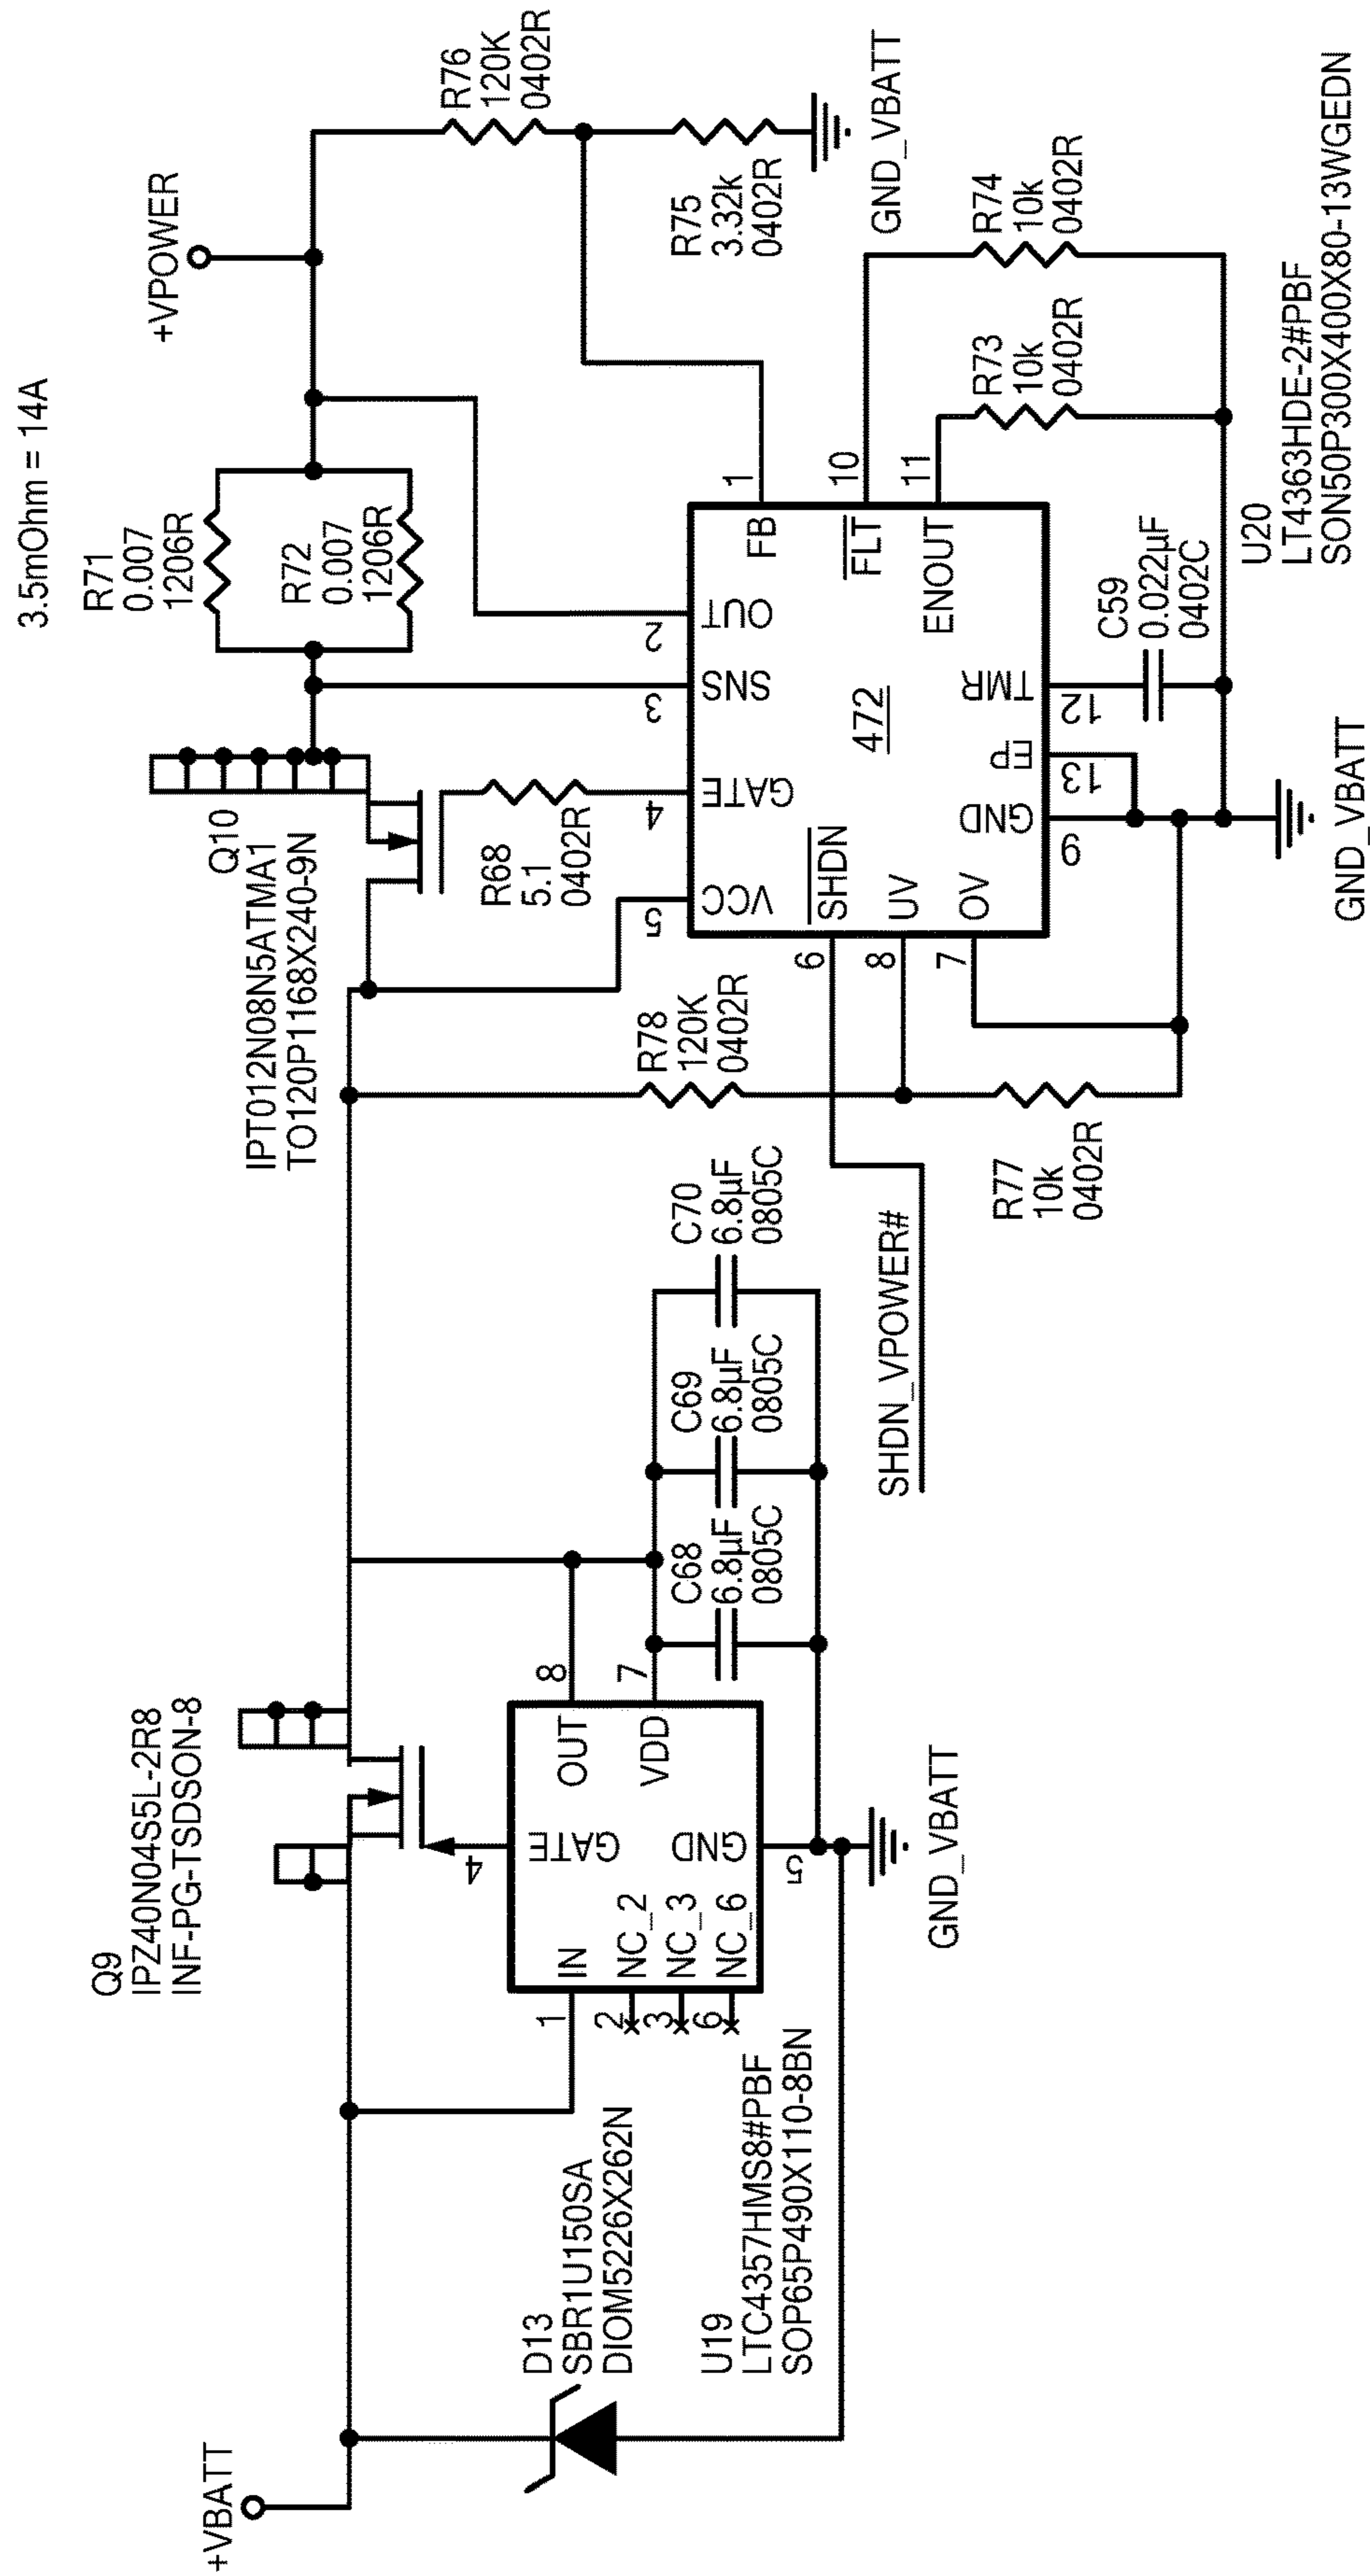 +VBATT
D13
SBR1U150SA
DIOM5226X262N
U19
LTC4357HMS8#PBF
SOP65P490X110-8BN
Q9
IPZ40N04S5L-2R8
INF-PG-TSDSON-8
1
IN
2
NC_2
3
NC_3
6
NC_6
4
GATE
GND
5
8
OUT
7
VDD
GND_VBATT
C68
6.8µF
0805C
C69
6.8µF
0805C
C70
6.8µF
0805C
SHDN_VPOWER#
R78
120K
0402R
R77
10k
0402R
Q10
IPT012N08N5ATMA1
TO120P1168X240-9N
R68
5.1
0402R
3.5mOhm = 14A
R71
0.007
1206R
R72
0.007
1206R
+VPOWER
R76
120K
0402R
R75
3.32k
0402R
GND_VBATT
5
VCC
4
GATE
3
SNS
2
OUT
1
FB
6
SHDN
8
UV
7
OV
472
10
FLT
11
ENOUT
9
GND
13
EP
12
TMR
R73
10k
0402R
R74
10k
0402R
C59
0.022µF
0402C
U20
LT4363HDE-2#PBF
SON50P300X400X80-13WGEDN
GND_VBATT